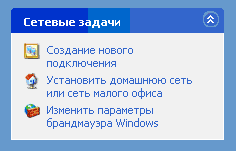 Сетевые задачи
Создание нового
подключения
Установить домашнюю сеть
или сеть малого офиса
Изменить параметры
брандмауэра Windows